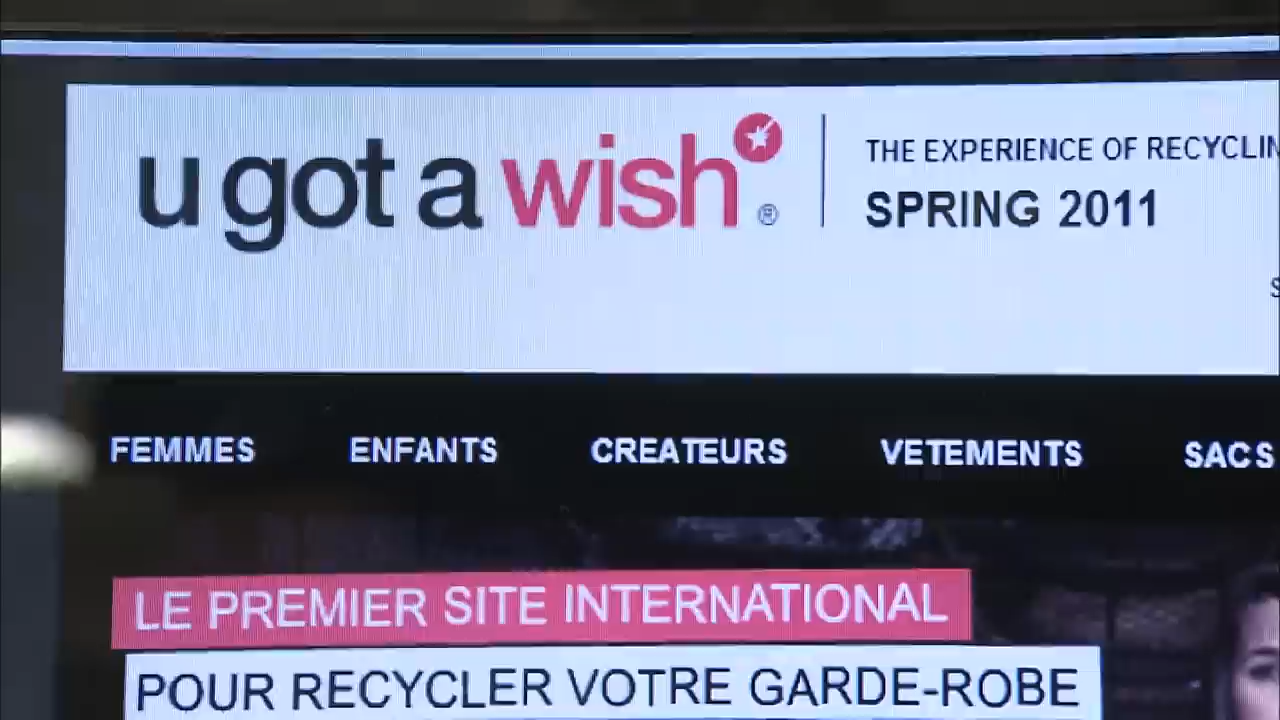 u got a wish ®
THE EXPERIENCE OF RECYCLIN
SPRING 2011
FEMMES ENFANTS CREATEURS VETEMENTS SACS
LE PREMIER SITE INTERNATIONAL
POUR RECYCLER VOTRE GARDE-ROBE